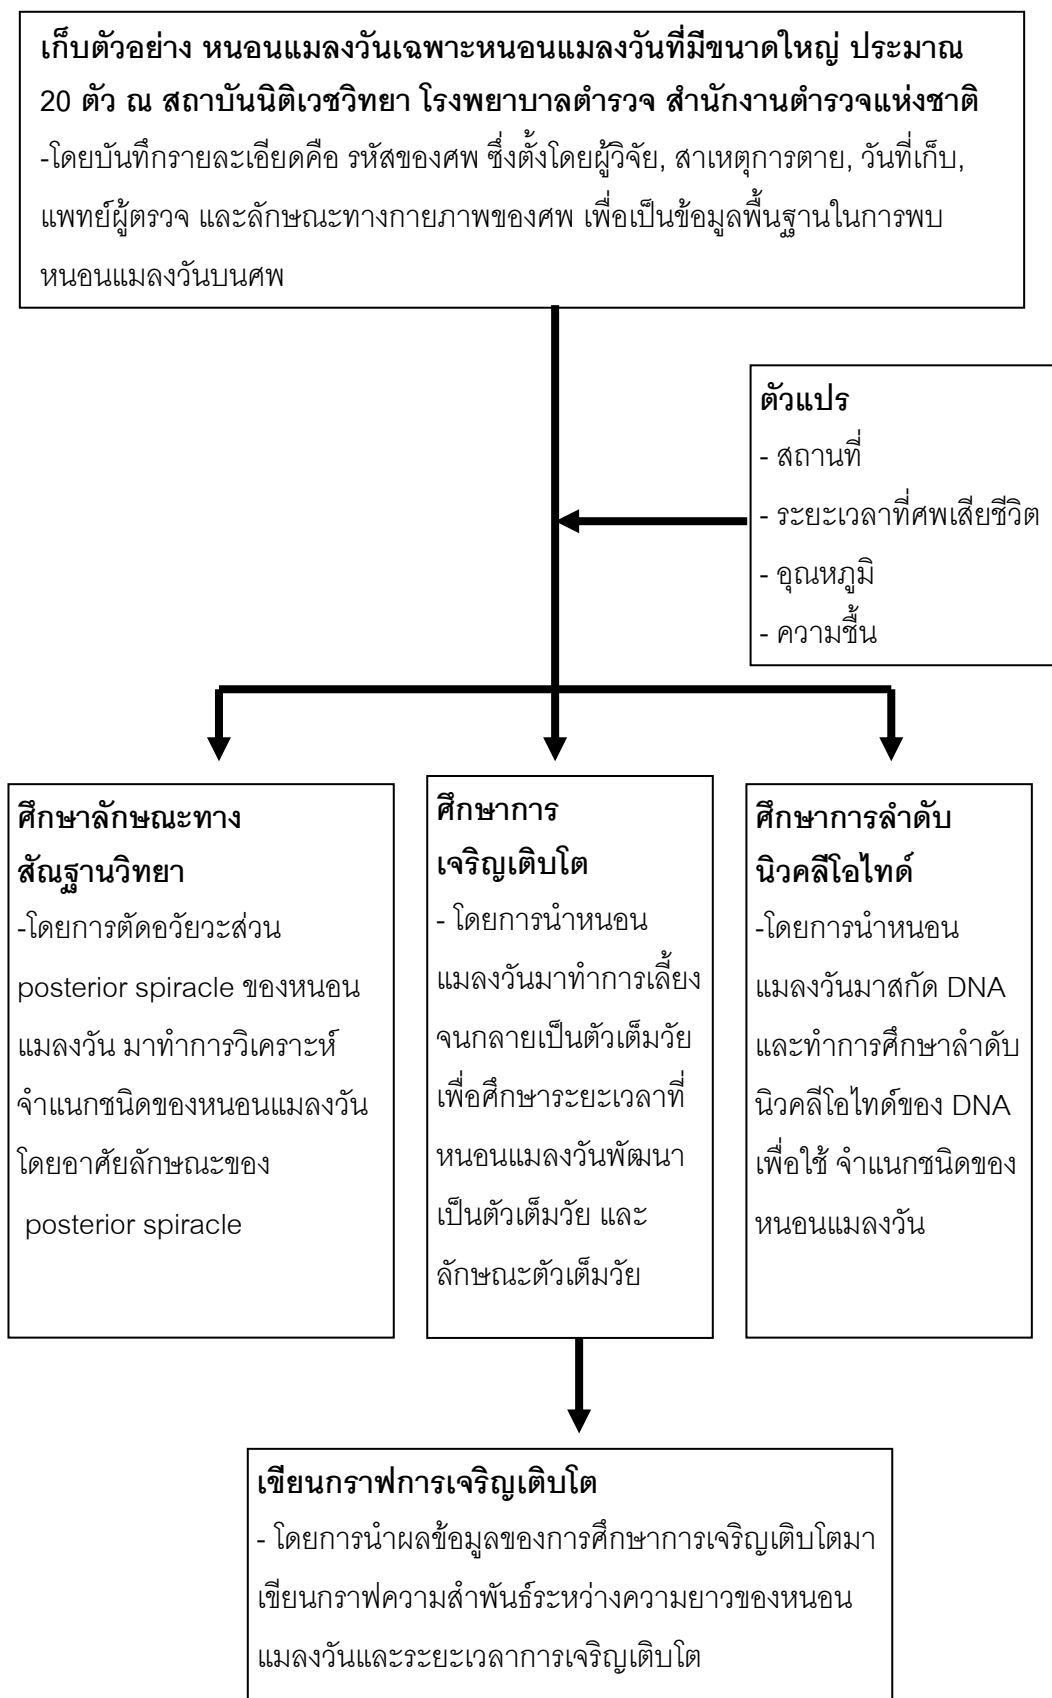 เก็บตัวอย่าง หนอนแมลงวันเฉพาะหนอนแมลงวันที่มีขนาดใหญ่ ประมาณ
20 ตัว ณ สถาบันนิติเวชวิทยา โรงพยาบาลตำรวจ สำนักงานตำรวจแห่งชาติ
-โดยบันทึกรายละเอียดคือ รหัสของศพ ซึ่งตั้งโดยผู้วิจัย, สาเหตุการตาย, วันที่เก็บ,
แพทย์ผู้ตรวจ และลักษณะทางกายภาพของศพ เพื่อเป็นข้อมูลพื้นฐานในการพบ
หนอนแมลงวันบนศพ
ตัวแปร
- สถานที่
- ระยะเวลาที่ศพเสียชีวิต
- อุณหภูมิ
- ความชื้น
ศึกษาลักษณะทาง
สัณฐานวิทยา
-โดยการตัดอวัยวะส่วน
posterior spiracle ของหนอน
แมลงวัน มาทำการวิเคราะห์
จำแนกชนิดของหนอนแมลงวัน
โดยอาศัยลักษณะของ
posterior spiracle
ศึกษาการ
เจริญเติบโต
- โดยการนำหนอน
แมลงวันมาทำการเลี้ยง
จนกลายเป็นตัวเต็มวัย
เพื่อศึกษาระยะเวลาที่
หนอนแมลงวันพัฒนา
เป็นตัวเต็มวัย และ
ลักษณะตัวเต็มวัย
ศึกษาการลำดับ
นิวคลีโอไทด์
-โดยการนำหนอน
แมลงวันมาสกัด DNA
และทำการศึกษาลำดับ
นิวคลีโอไทด์ของ DNA
เพื่อใช้ จำแนกชนิดของ
หนอนแมลงวัน
เขียนกราฟการเจริญเติบโต
- โดยการนำผลข้อมูลของการศึกษาการเจริญเติบโตมา
เขียนกราฟความสำพันธ์ระหว่างความยาวของหนอน
แมลงวันและระยะเวลาการเจริญเติบโต